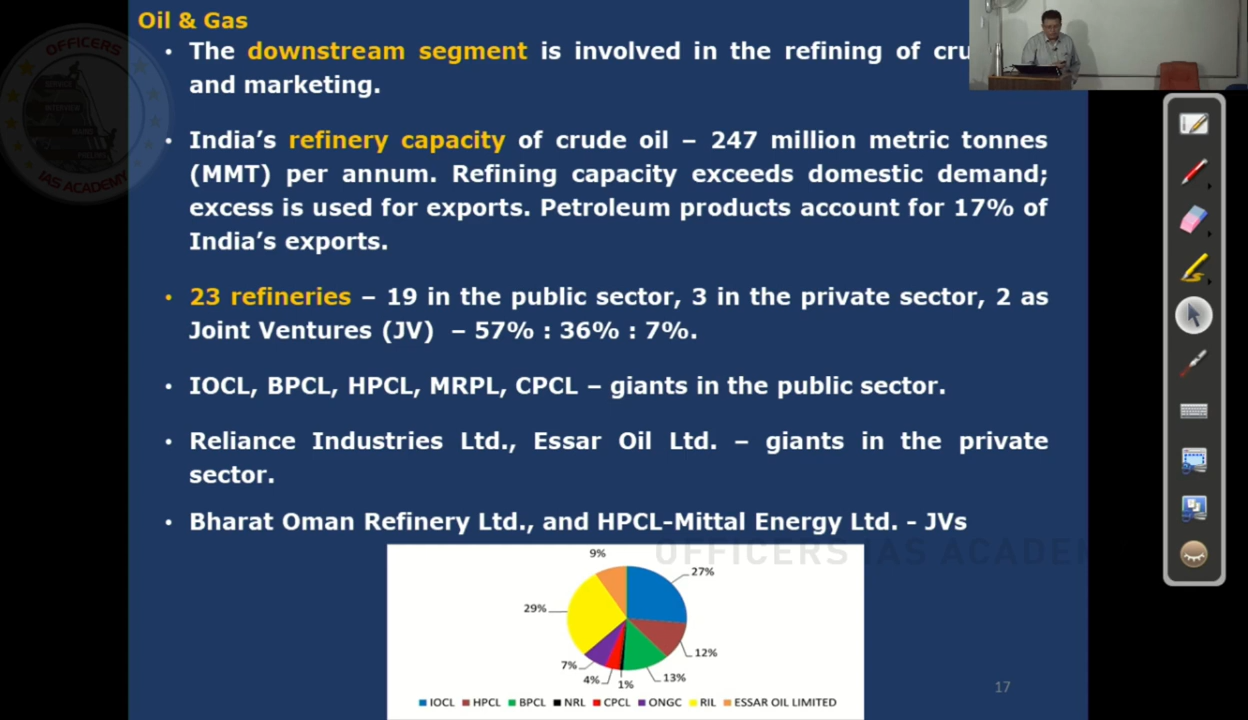 Oil & Gas
• The downstream segment is involved in the refining of cru
and marketing.
• India's refinery capacity of crude oil – 247 million metric tonnes
(MMT) per annum. Refining capacity exceeds domestic demand;
excess is used for exports. Petroleum products account for 17% of
India's exports.
• 23 refineries – 19 in the public sector, 3 in the private sector, 2 as
Joint Ventures (JV) – 57% : 36% : 7%.
• IOCL, BPCL, HPCL, MRPL, CPCL – giants in the public sector.
• Reliance Industries Ltd., Essar Oil Ltd. – giants in the private
sector.
• Bharat Oman Refinery Ltd., and HPCL-Mittal Energy Ltd. - JVs
OFFICERS IAS ACADEM
9%
27%
29%
12%
7%
4%
1%
13%
IOCL HPCL BPCL NRL CPCL ONGC RIL ESSAR OIL LIMITED
17
OFFICERS
IAS ACADEMY